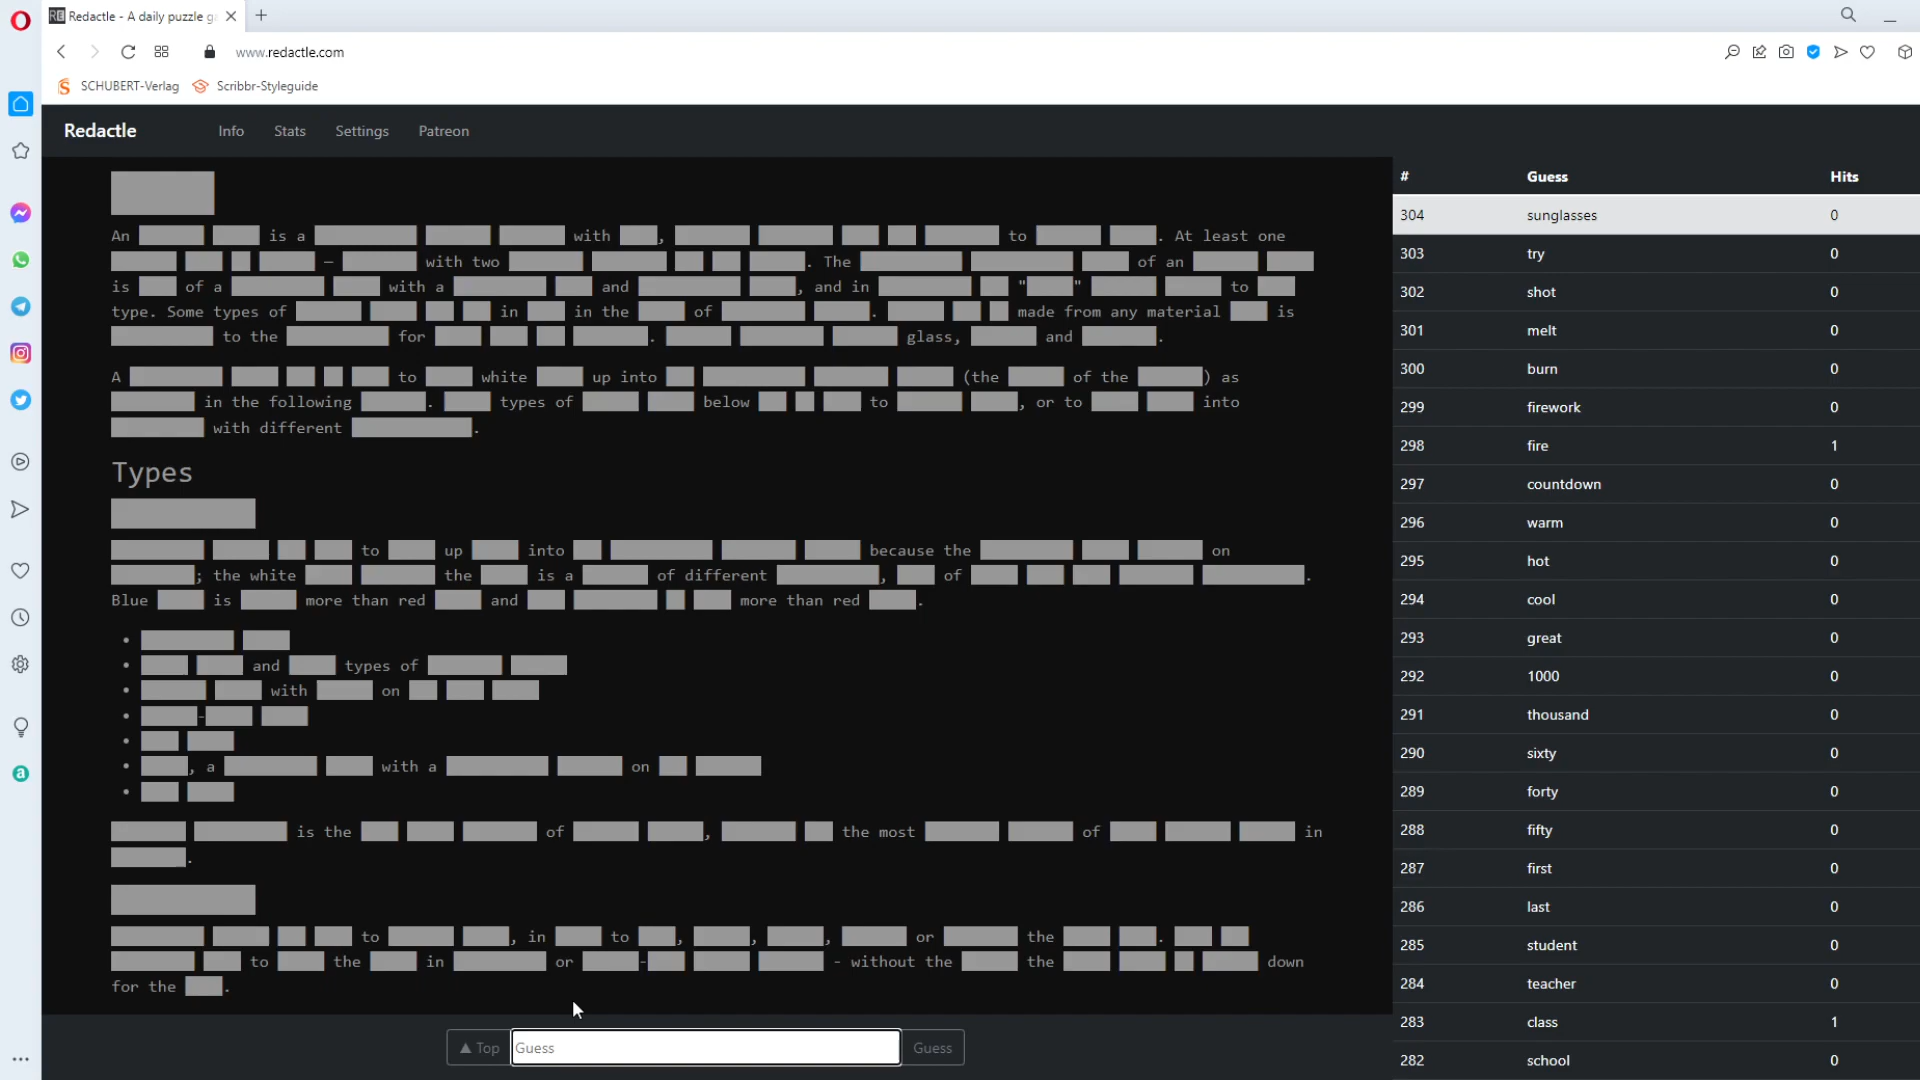 Redactle - A daily puzzle g
www.redactle.com
SCHUBERT-Verlag Scribbr-Styleguide
Redactle Info Stats Settings Patreon
An is a with , to . At least one
– with two . The of an
is of a with a and , and in " " to
type. Some types of in in the of . made from any material is
to the for . glass, and .
A to white up into (the of the ) as
in the following . types of below to , or to into
with different .
Types
to up into because the on
; the white the is a of different , of .
Blue is more than red and more than red .
and types of
with on
-
, a with a on
is the of , the most of in
.
to , in to , , , or the .
to the in or - - without the the down
for the .
▲ Top Guess Guess
# Guess Hits
304 sunglasses 0
303 try 0
302 shot 0
301 melt 0
300 burn 0
299 firework 0
298 fire 1
297 countdown 0
296 warm 0
295 hot 0
294 cool 0
293 great 0
292 1000 0
291 thousand 0
290 sixty 0
289 forty 0
288 fifty 0
287 first 0
286 last 0
285 student 0
284 teacher 0
283 class 1
282 school 0